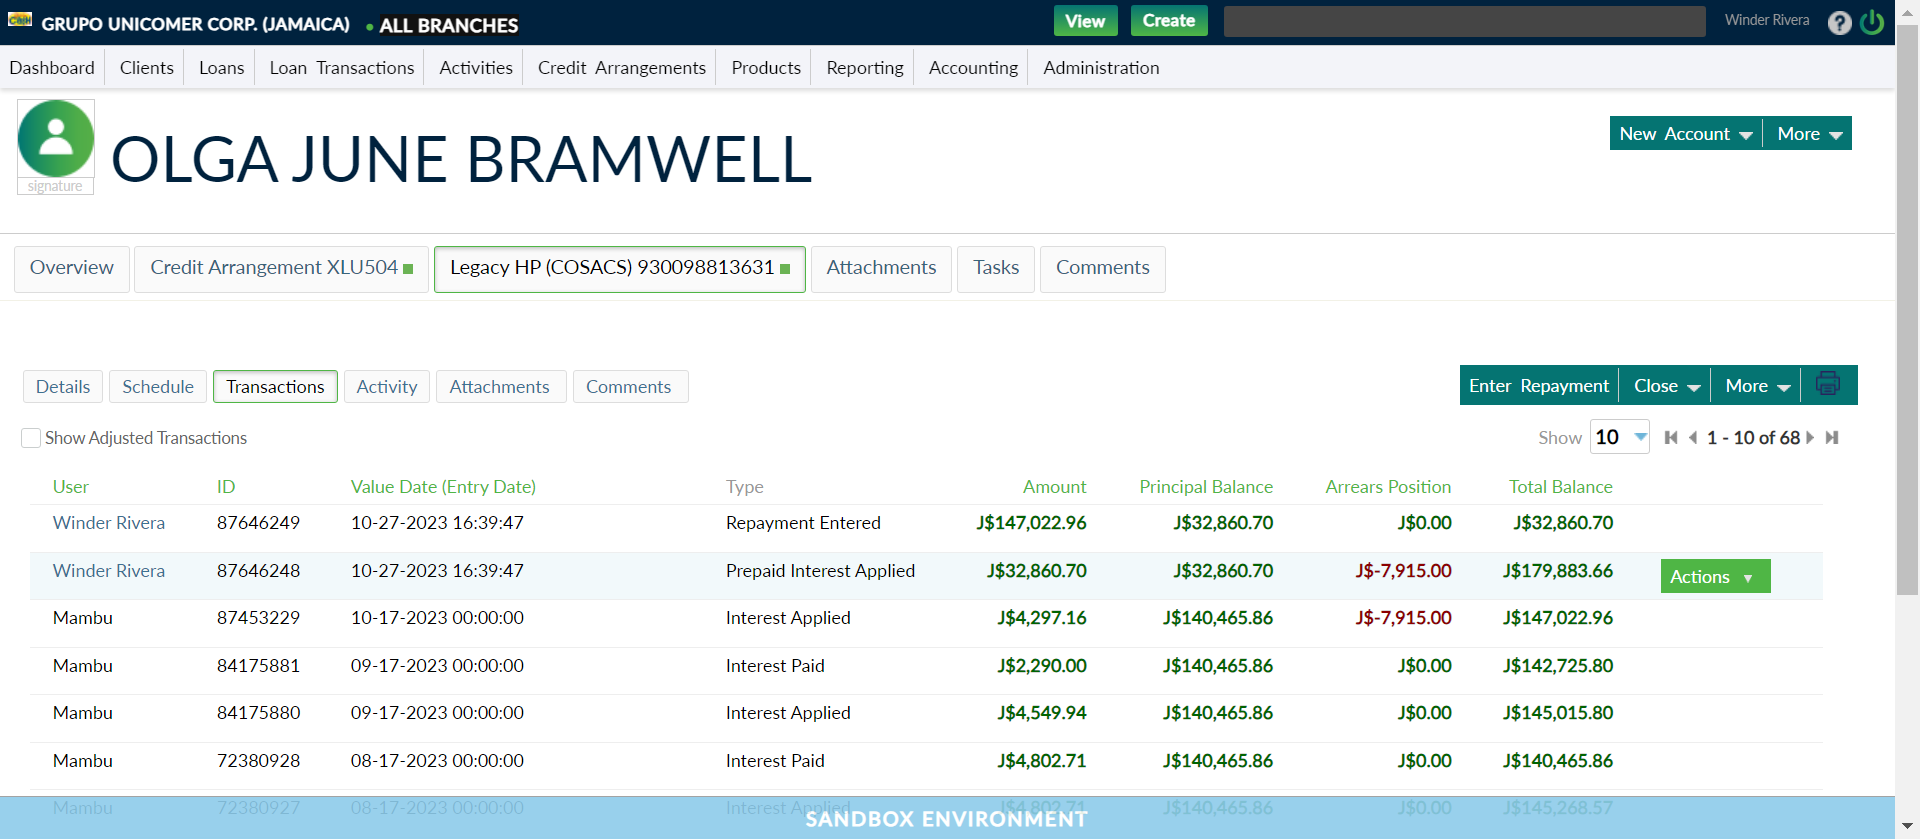 Cash GRUPO UNICOMER CORP. (JAMAICA) • ALL BRANCHES View Create Winder Rivera ?
Dashboard Clients Loans Loan Transactions Activities Credit Arrangements Products Reporting Accounting Administration
OLGA JUNE BRAMWELL
signature
New Account More
Overview Credit Arrangement XLU504 Legacy HP (COSACS) 930098813631 Attachments Tasks Comments
Details Schedule Transactions Activity Attachments Comments Enter Repayment Close More
Show Adjusted Transactions Show 10 1 - 10 of 68
User ID Value Date (Entry Date) Type Amount Principal Balance Arrears Position Total Balance
Winder Rivera 87646249 10-27-2023 16:39:47 Repayment Entered J$147,022.96 J$32,860.70 J$0.00 J$32,860.70
Winder Rivera 87646248 10-27-2023 16:39:47 Prepaid Interest Applied J$32,860.70 J$32,860.70 J$-7,915.00 J$179,883.66 Actions
Mambu 87453229 10-17-2023 00:00:00 Interest Applied J$4,297.16 J$140,465.86 J$-7,915.00 J$147,022.96
Mambu 84175881 09-17-2023 00:00:00 Interest Paid J$2,290.00 J$140,465.86 J$0.00 J$142,725.80
Mambu 84175880 09-17-2023 00:00:00 Interest Applied J$4,549.94 J$140,465.86 J$0.00 J$145,015.80
Mambu 72380928 08-17-2023 00:00:00 Interest Paid J$4,802.71 J$140,465.86 J$0.00 J$140,465.86
Mambu 72380927 08-17-2023 00:00:00 Interest Applied J$4,802.71 J$140,465.86 J$0.00 J$145,268.57
SANDBOX ENVIRONMENT